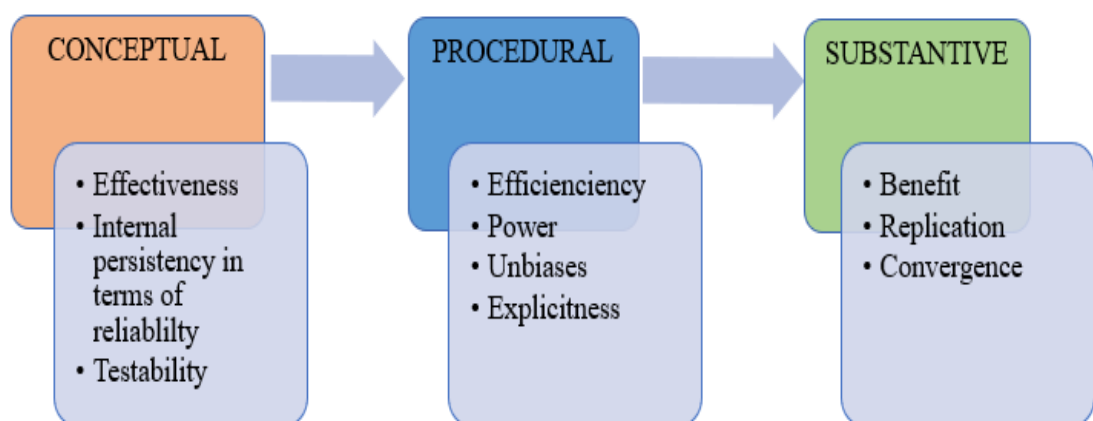 CONCEPTUAL
• Effectiveness
• Internal
persistency in
terms of
reliablilty
• Testability
PROCEDURAL
• Efficienciency
• Power
• Unbiases
• Explicitness
SUBSTANTIVE
• Benefit
• Replication
• Convergence